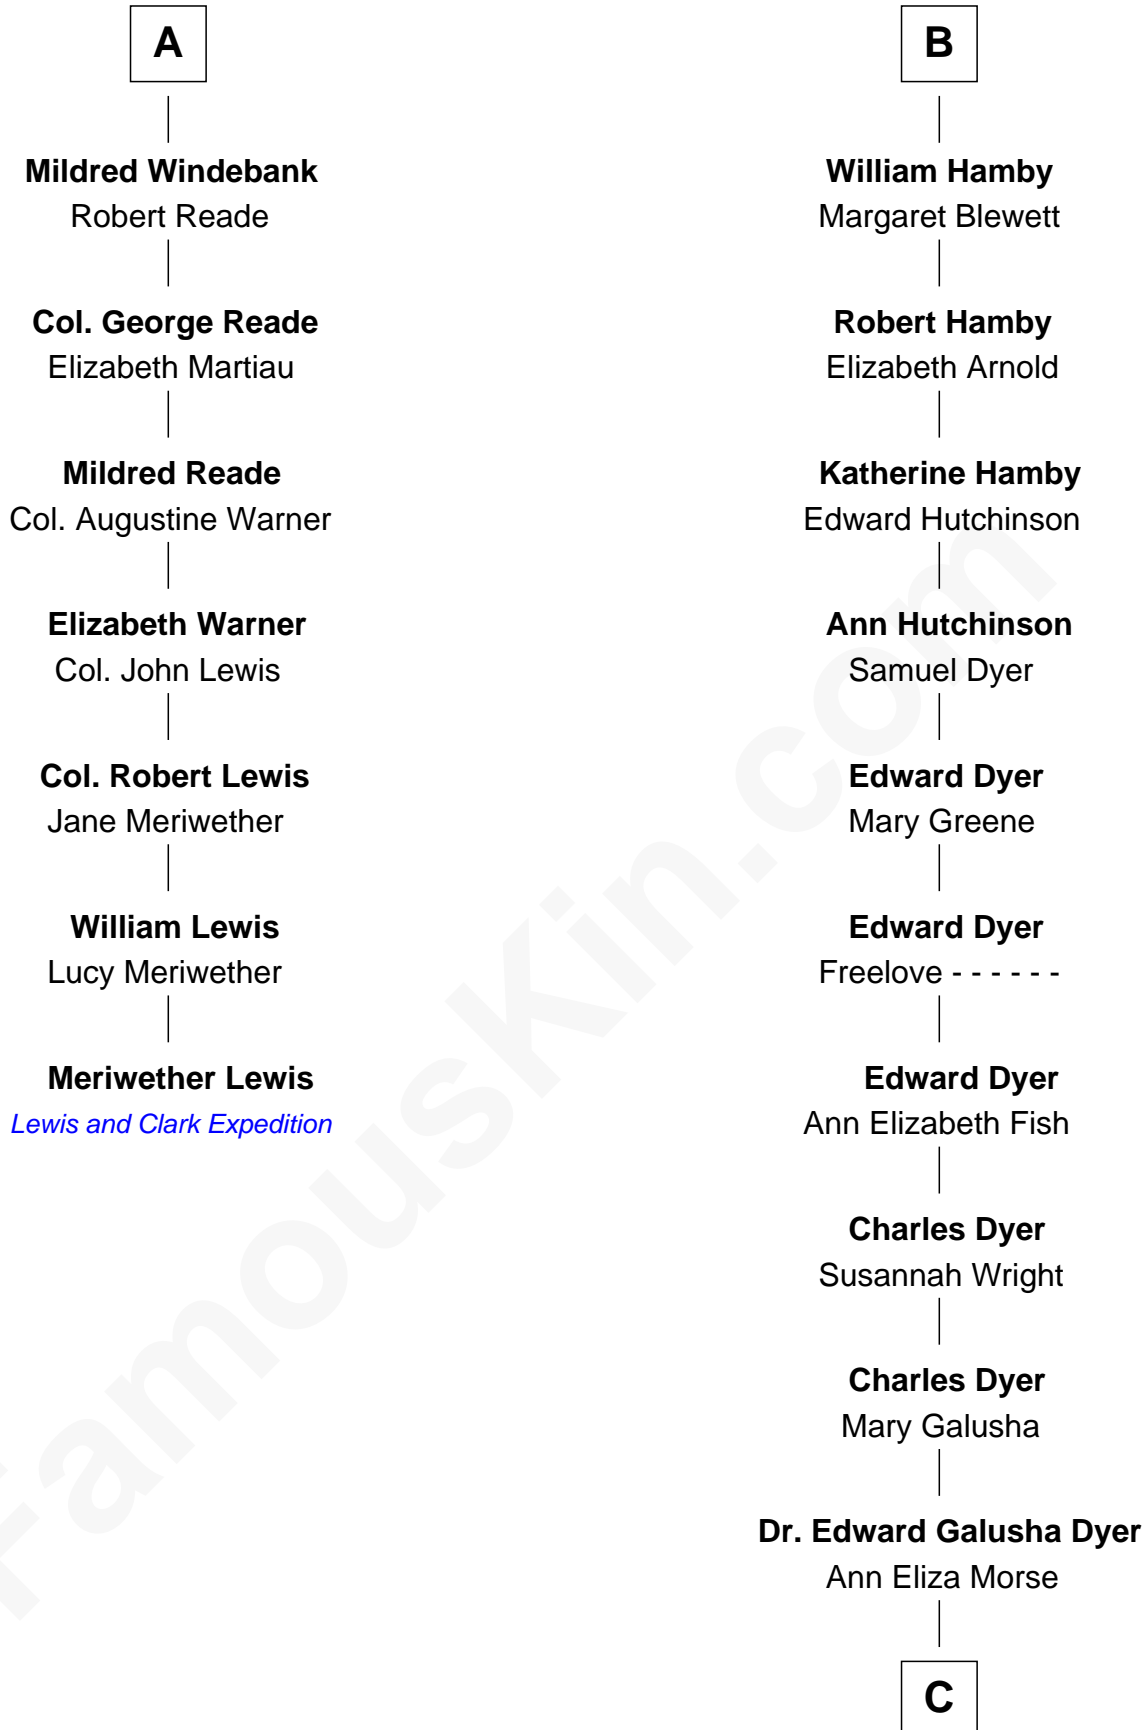 A
Mildred Windebank
Robert Reade
Col. George Reade
Elizabeth Martiau
Mildred Reade
Col. Augustine Warner
Elizabeth Warner
Col. John Lewis
Col. Robert Lewis
Jane Meriwether
William Lewis
Lucy Meriwether
Meriwether Lewis
Lewis and Clark Expedition
B
William Hamby
Margaret Blewett
Robert Hamby
Elizabeth Arnold
Katherine Hamby
Edward Hutchinson
Ann Hutchinson
Samuel Dyer
Edward Dyer
Mary Greene
Edward Dyer
Freelove - - - - - -
Edward Dyer
Ann Elizabeth Fish
Charles Dyer
Susannah Wright
Charles Dyer
Mary Galusha
Dr. Edward Galusha Dyer
Ann Eliza Morse
C
FamousKin.com